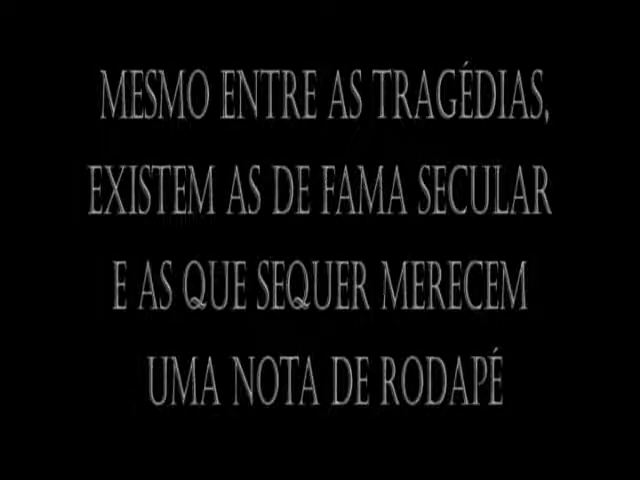 MESMO ENTRE AS TRAGÉDIAS,
EXISTEM AS DE FAMA SECULAR
E AS QUE SEQUER MERECEM
UMA NOTA DE RODAPÉ